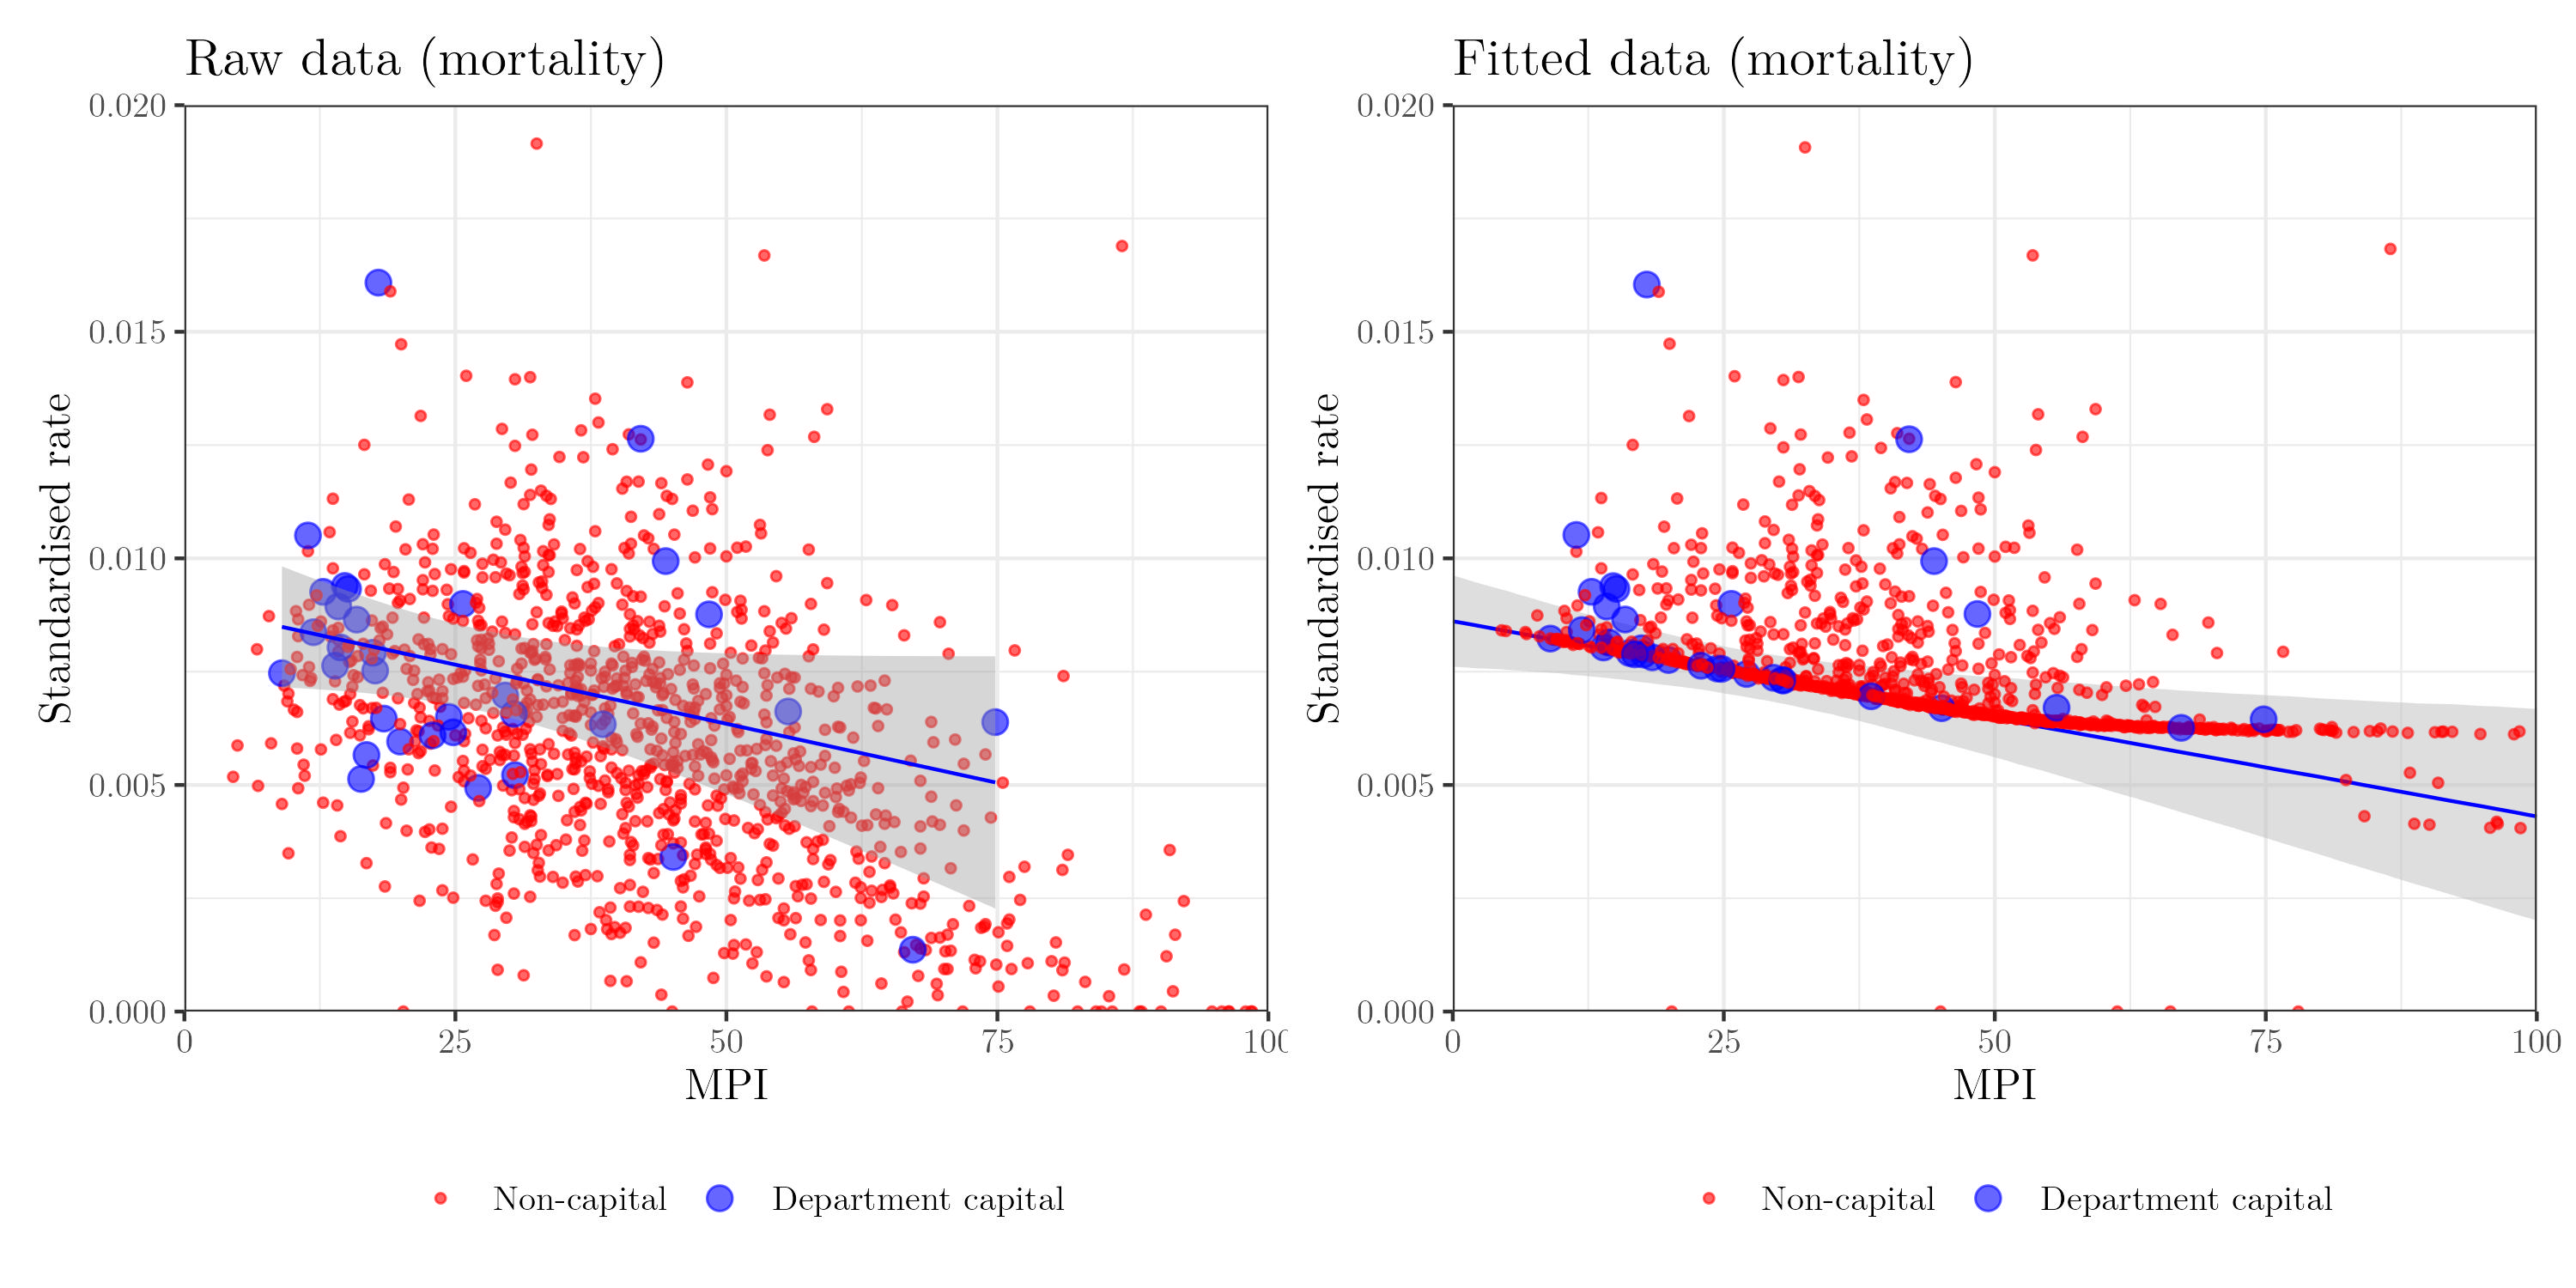 Raw data (mortality)
0.020
0.015
0.010
0.005
0.000
Standardised rate
0
25
50
75
100
MPI
Non-capital
Department capital
Fitted data (mortality)
0.020
0.015
0.010
0.005
0.000
Standardised rate
0
25
50
75
100
MPI
Non-capital
Department capital